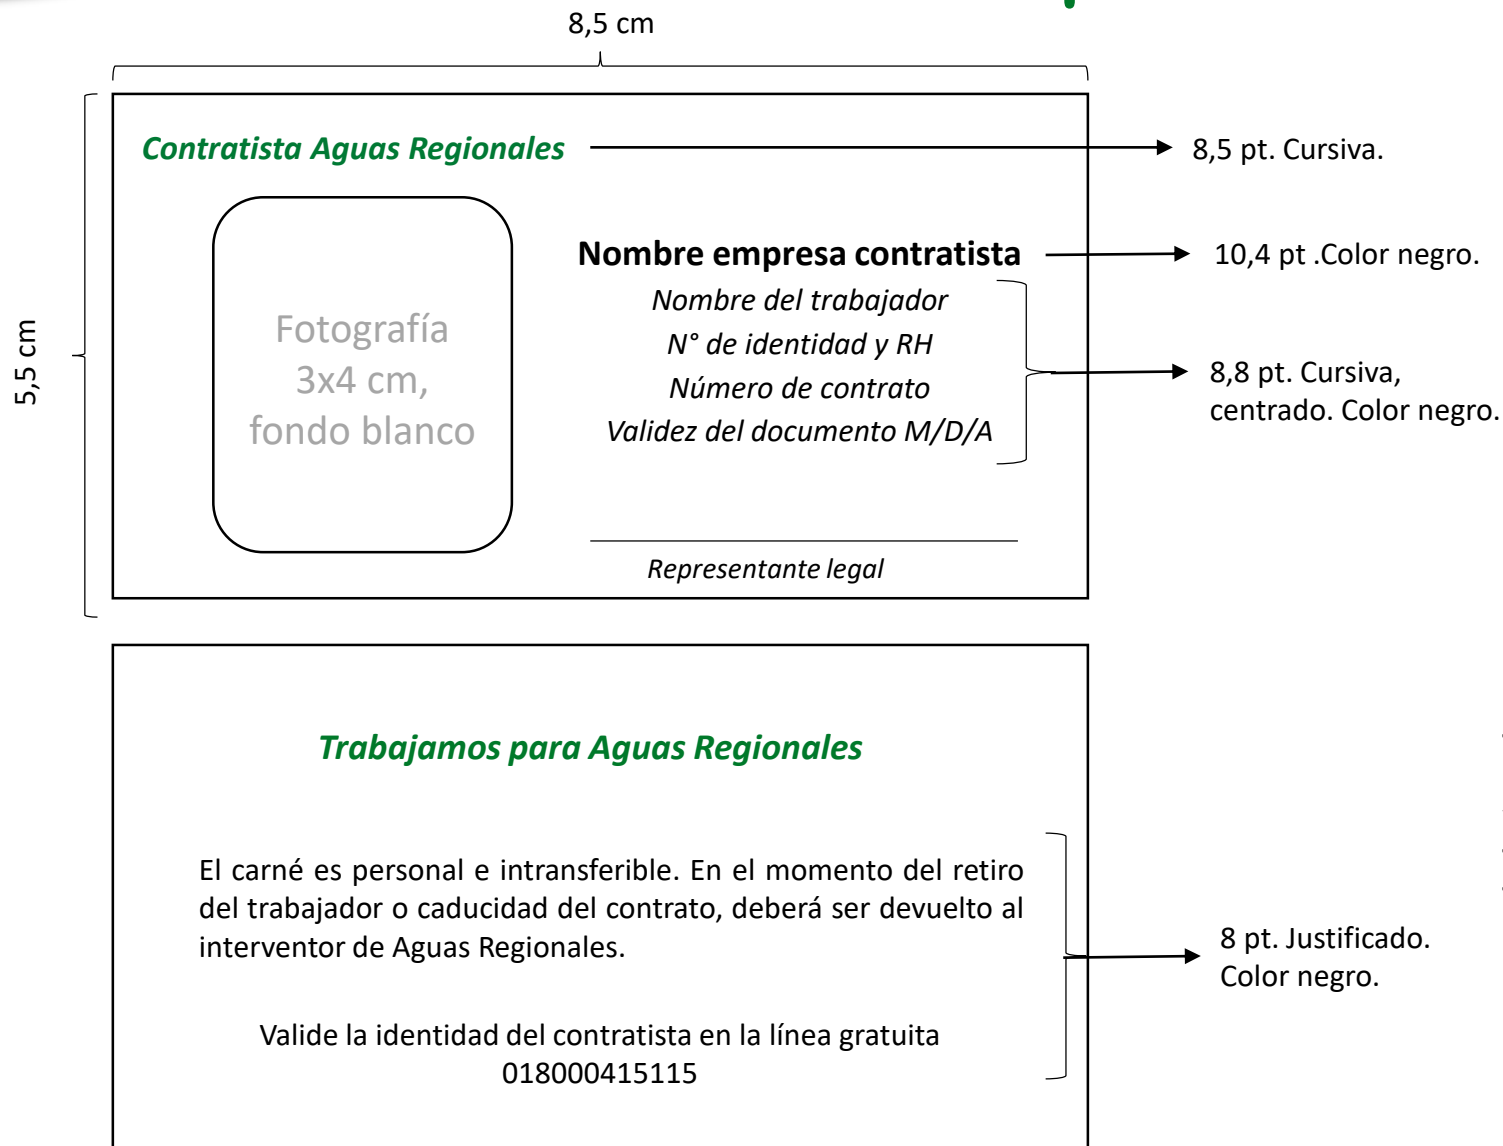 8,5 cm
5,5 cm
Contratista Aguas Regionales
8,5 pt. Cursiva.
Fotografía
3x4 cm,
fondo blanco
Nombre empresa contratista
10,4 pt .Color negro.
Nombre del trabajador
N° de identidad y RH
Número de contrato
Validez del documento M/D/A
8,8 pt. Cursiva,
centrado. Color negro.
Representante legal
Trabajamos para Aguas Regionales
El carné es personal e intransferible. En el momento del retiro
del trabajador o caducidad del contrato, deberá ser devuelto al
interventor de Aguas Regionales.
Valide la identidad del contratista en la línea gratuita
018000415115
8 pt. Justificado.
Color negro.